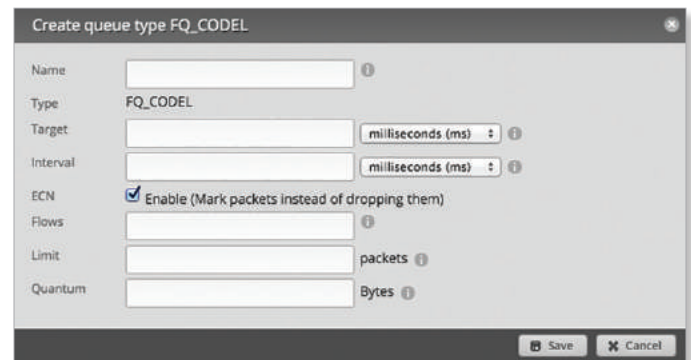 Create queue type FQ_CODEL
Name
Type FQ_CODEL
Target milliseconds (ms)
Interval milliseconds (ms)
ECN Enable (Mark packets instead of dropping them)
Flows
Limit packets
Quantum Bytes
Save Cancel